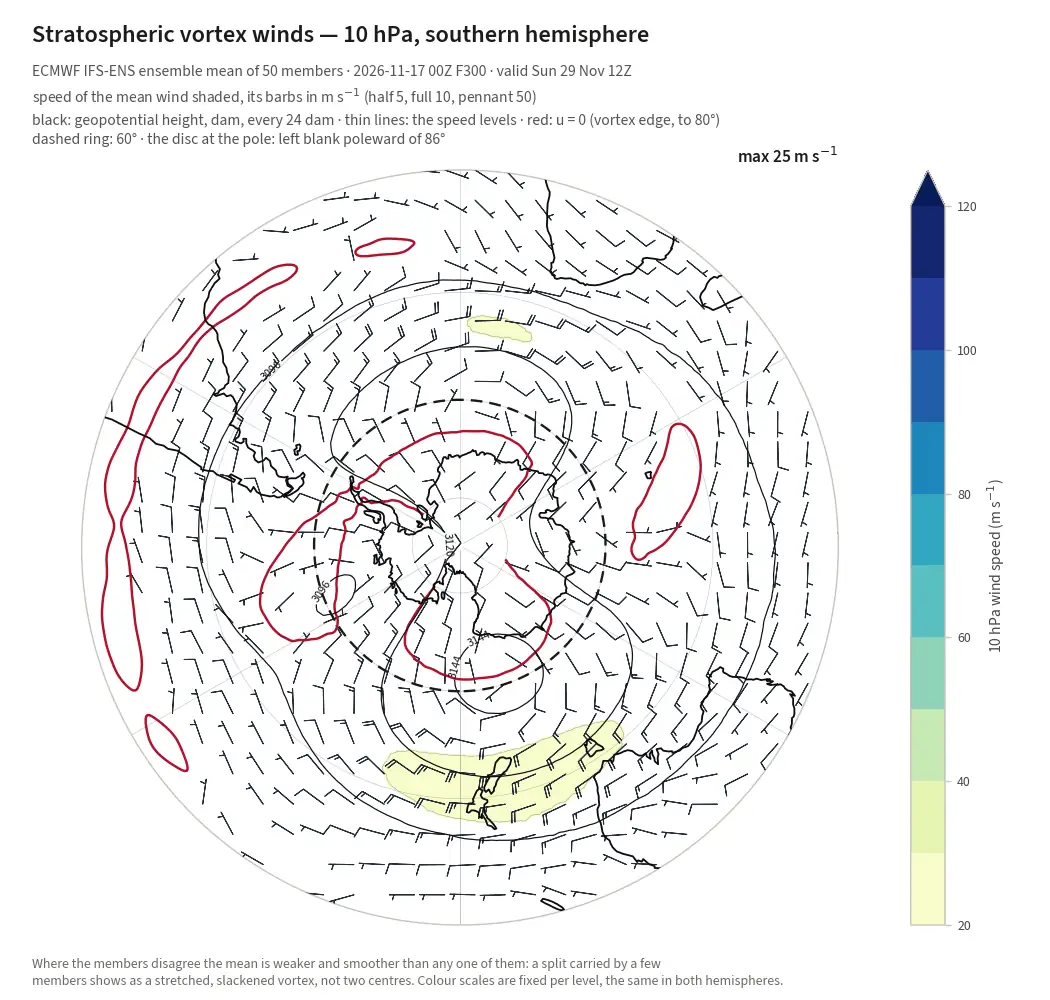 Stratospheric vortex winds — 10 hPa, southern hemisphere
ECMWF IFS-ENS ensemble mean of 50 members · 2026-11-17 00Z F300 · valid Sun 29 Nov 12Z
speed of the mean wind shaded, its barbs in m s⁻¹ (half 5, full 10, pennant 50)
black: geopotential height, dam, every 24 dam · thin lines: the speed levels · red: u = 0 (vortex edge, to 80°)
dashed ring: 60° · the disc at the pole: left blank poleward of 86°
max 25 m s⁻¹
120
100
80
60
40
20
10 hPa wind speed (m s⁻¹)
3096
3120
3096
3144
Where the members disagree the mean is weaker and smoother than any one of them: a split carried by a few
members shows as a stretched, slackened vortex, not two centres. Colour scales are fixed per level, the same in both hemispheres.